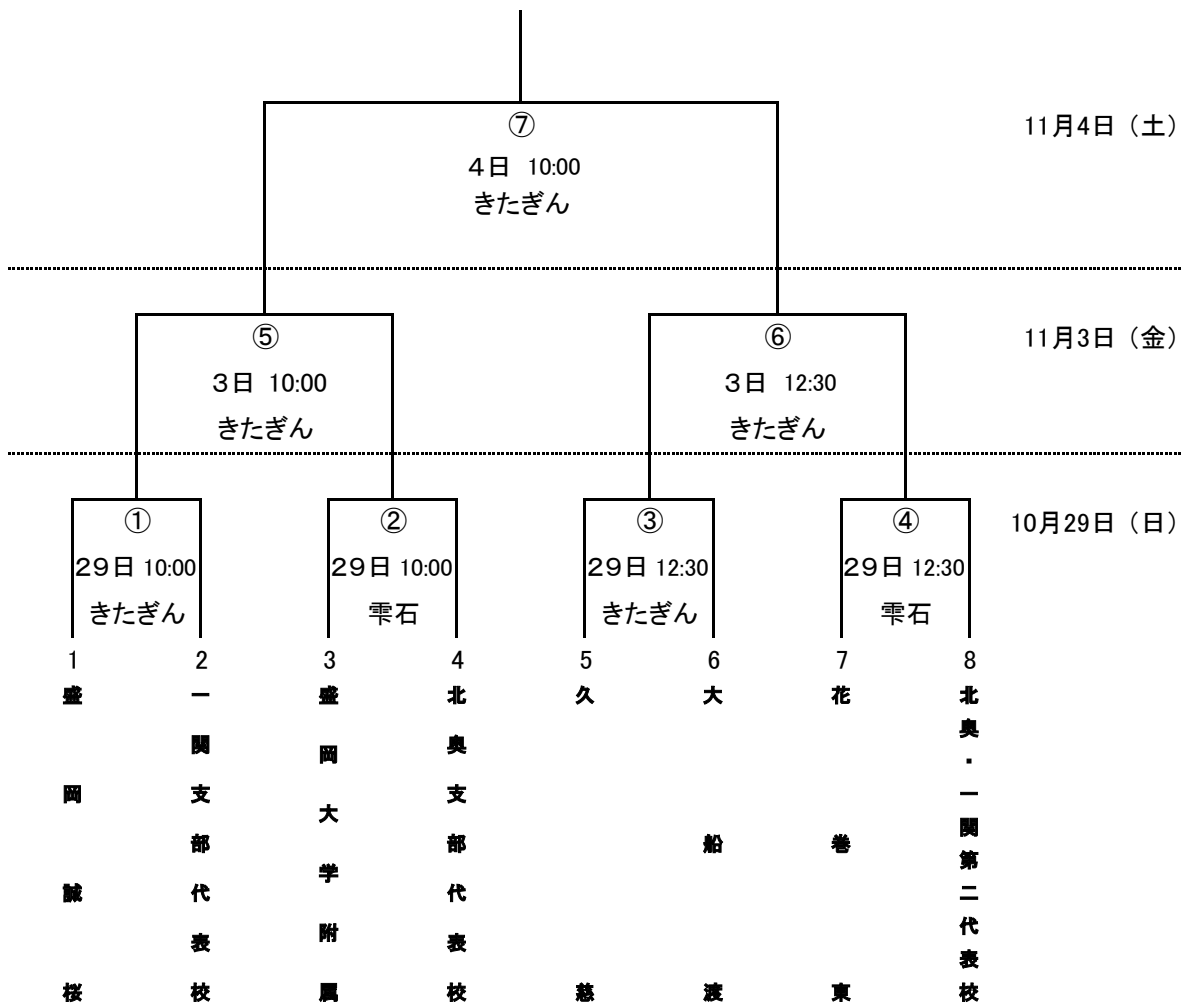 ⑦
11月4日（土）
4日 10:00
きたぎん
⑤
⑥
11月3日（金）
3日 10:00
3日 12:30
きたぎん
きたぎん
①
②
③
④
10月29日（日）
29日 10:00
29日 10:00
29日 12:30
29日 12:30
きたぎん
雫石
きたぎん
雫石
1
2
3
4
5
6
7
8
盛岡誠桜
一関支部代表校
盛岡大学附属
北奥支部代表校
久慈
大船渡
花巻東
北奥・一関第二代表校